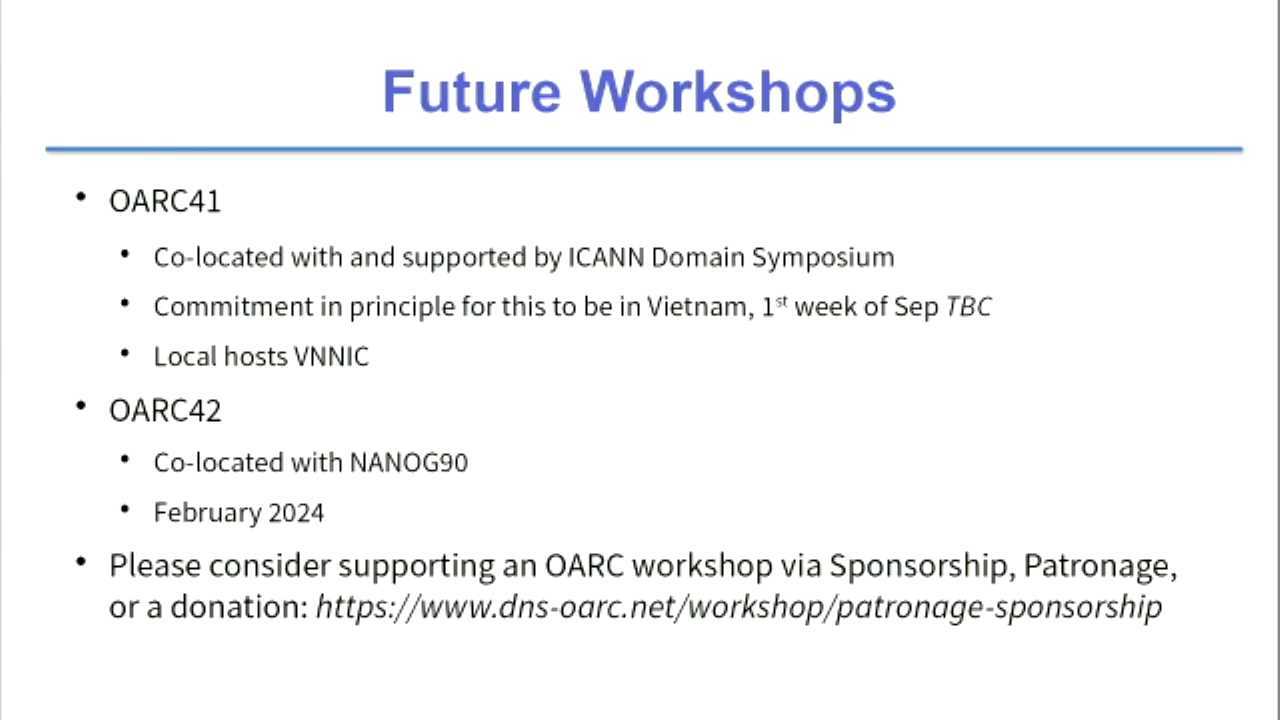 Future Workshops
• OARC41
• Co-located with and supported by ICANN Domain Symposium
• Commitment in principle for this to be in Vietnam, 1st week of Sep TBC
• Local hosts VNNIC
• OARC42
• Co-located with NANOG90
• February 2024
• Please consider supporting an OARC workshop via Sponsorship, Patronage,
or a donation: https://www.dns-oarc.net/workshop/patronage-sponsorship